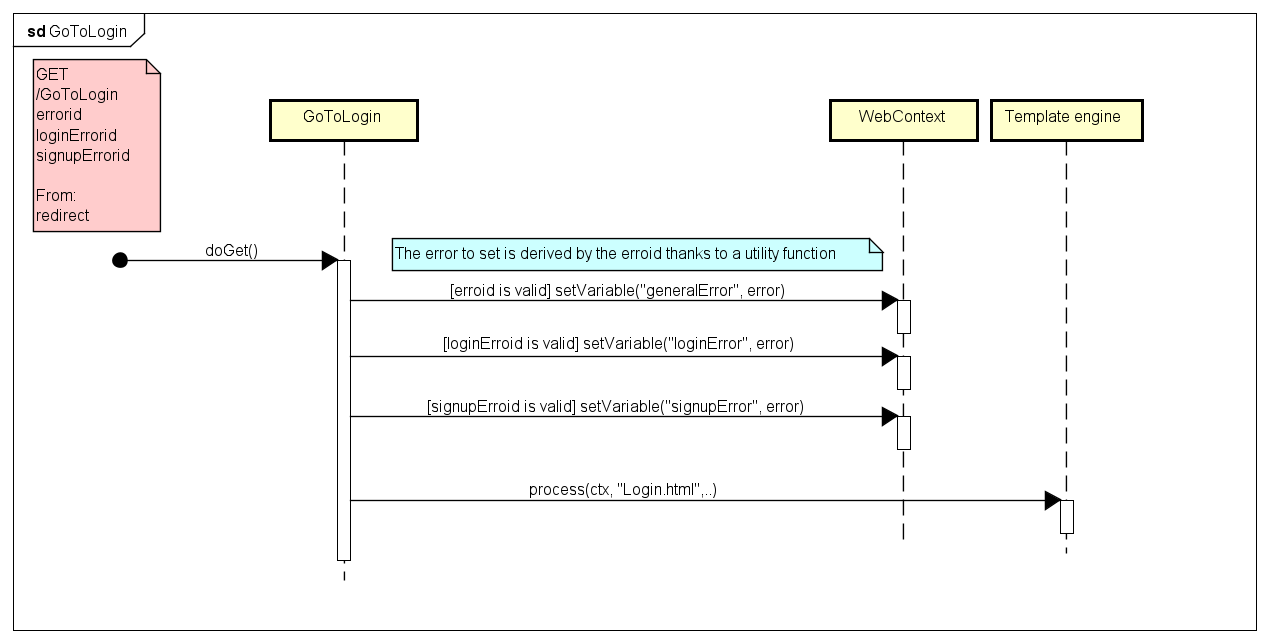 sd GoToLogin
GET
/GoToLogin
errorid
loginErrorid
signupErrorid
From:
redirect
GoToLogin
WebContext
Template engine
doGet()
The error to set is derived by the erroid thanks to a utility function
[erroid is valid] setVariable("generalError", error)
[loginErroid is valid] setVariable("loginError", error)
[signupErroid is valid] setVariable("signupError", error)
process(ctx, "Login.html",..)